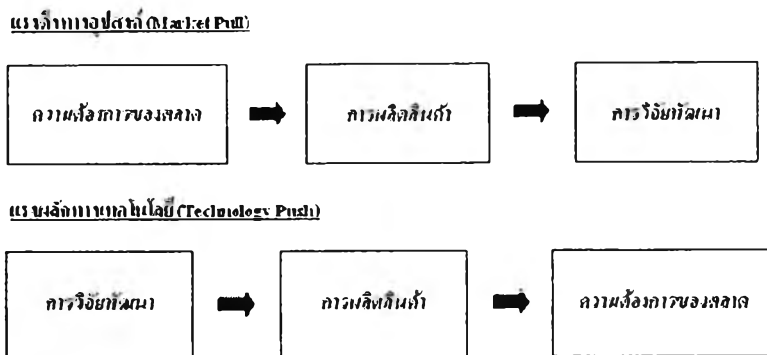 แรงดึงทางอุปสงค์ (Market Pull)
ความต้องการของตลาด
การผลิตสินค้า
การวิจัยพัฒนา
แรงผลักทางเทคโนโลยี (Technology Push)
การวิจัยพัฒนา
การผลิตสินค้า
ความต้องการของตลาด